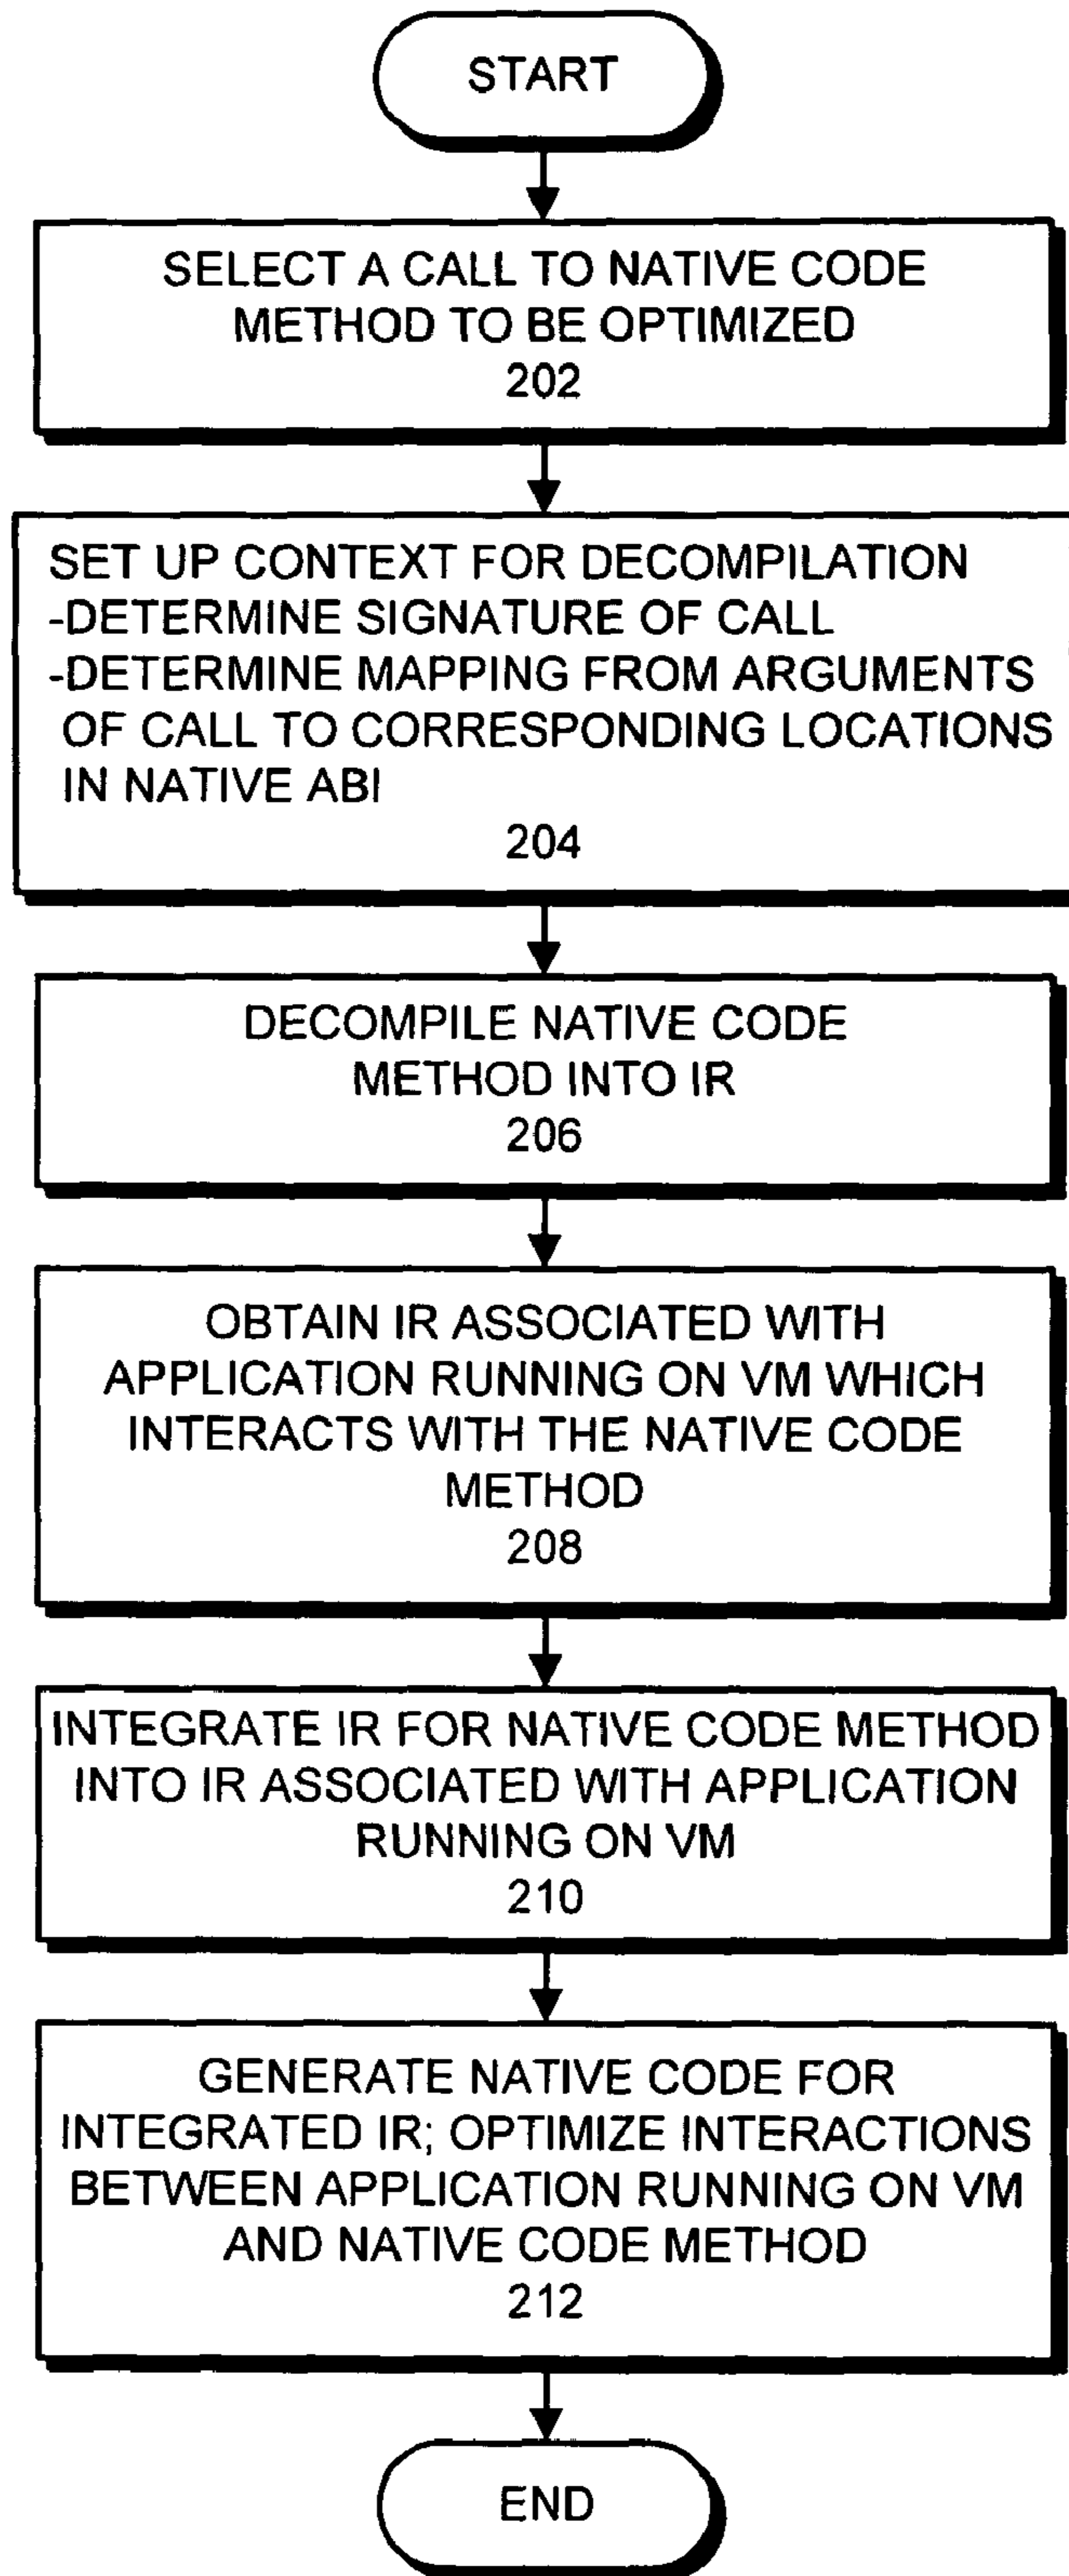 START
SELECT A CALL TO NATIVE CODE
METHOD TO BE OPTIMIZED
202
SET UP CONTEXT FOR DECOMPILATION
-DETERMINE SIGNATURE OF CALL
-DETERMINE MAPPING FROM ARGUMENTS
OF CALL TO CORRESPONDING LOCATIONS
IN NATIVE ABI
204
DECOMPILE NATIVE CODE
METHOD INTO IR
206
OBTAIN IR ASSOCIATED WITH
APPLICATION RUNNING ON VM WHICH
INTERACTS WITH THE NATIVE CODE
METHOD
208
INTEGRATE IR FOR NATIVE CODE METHOD
INTO IR ASSOCIATED WITH APPLICATION
RUNNING ON VM
210
GENERATE NATIVE CODE FOR
INTEGRATED IR; OPTIMIZE INTERACTIONS
BETWEEN APPLICATION RUNNING ON VM
AND NATIVE CODE METHOD
212
END